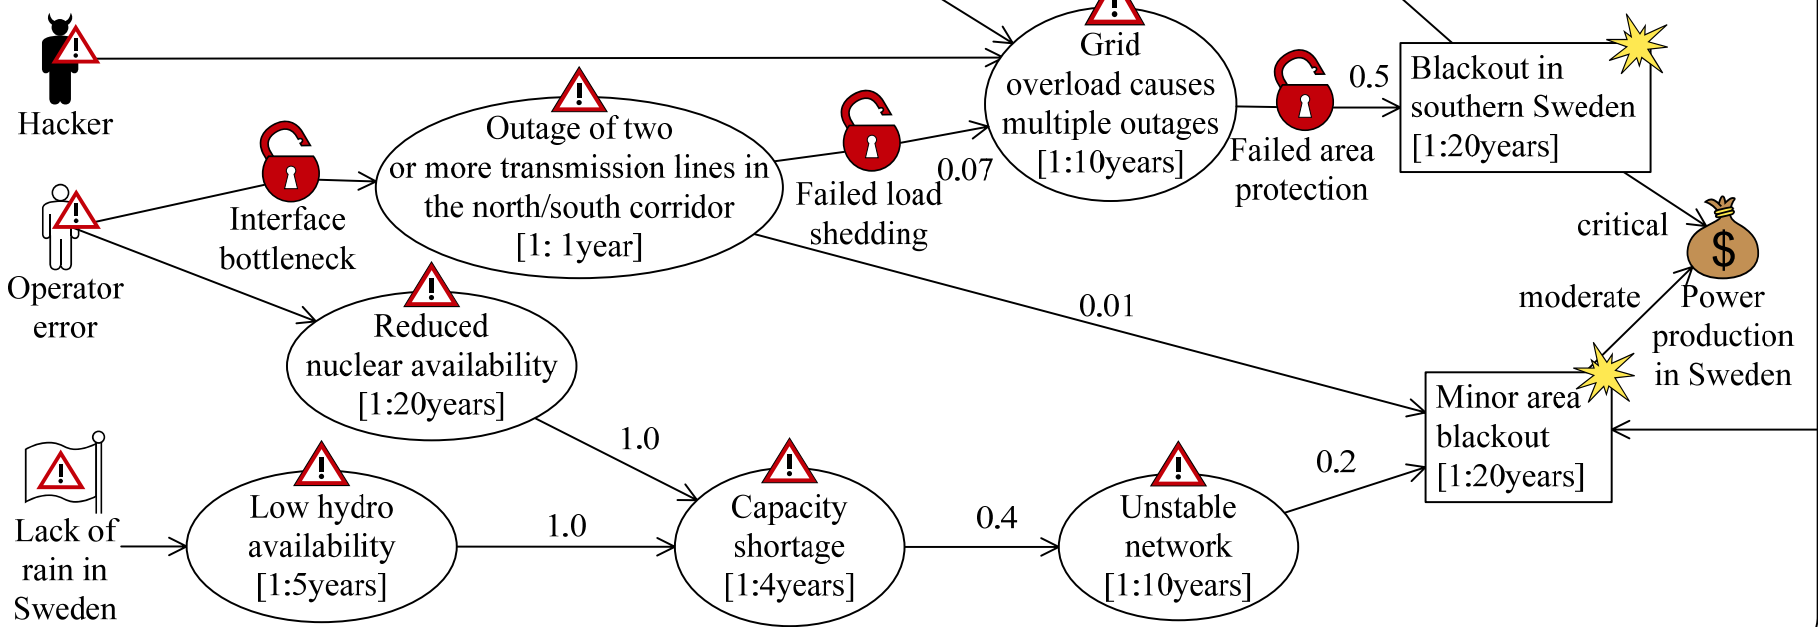 Hacker
Operator
error
Lack of
rain in
Sweden
Interface
bottleneck
Outage of two
or more transmission lines in
the north/south corridor
[1: 1year]
Reduced
nuclear availability
[1:20years]
Low hydro
availability
[1:5years]
1.0
1.0
Failed load
shedding
0.07
0.01
Capacity
shortage
[1:4years]
0.4
Grid
overload causes
multiple outages
[1:10years]
Failed area
protection
0.5
Unstable
network
[1:10years]
0.2
Blackout in
southern Sweden
[1:20years]
critical
moderate
$
Power
production
in Sweden
Minor area
blackout
[1:20years]